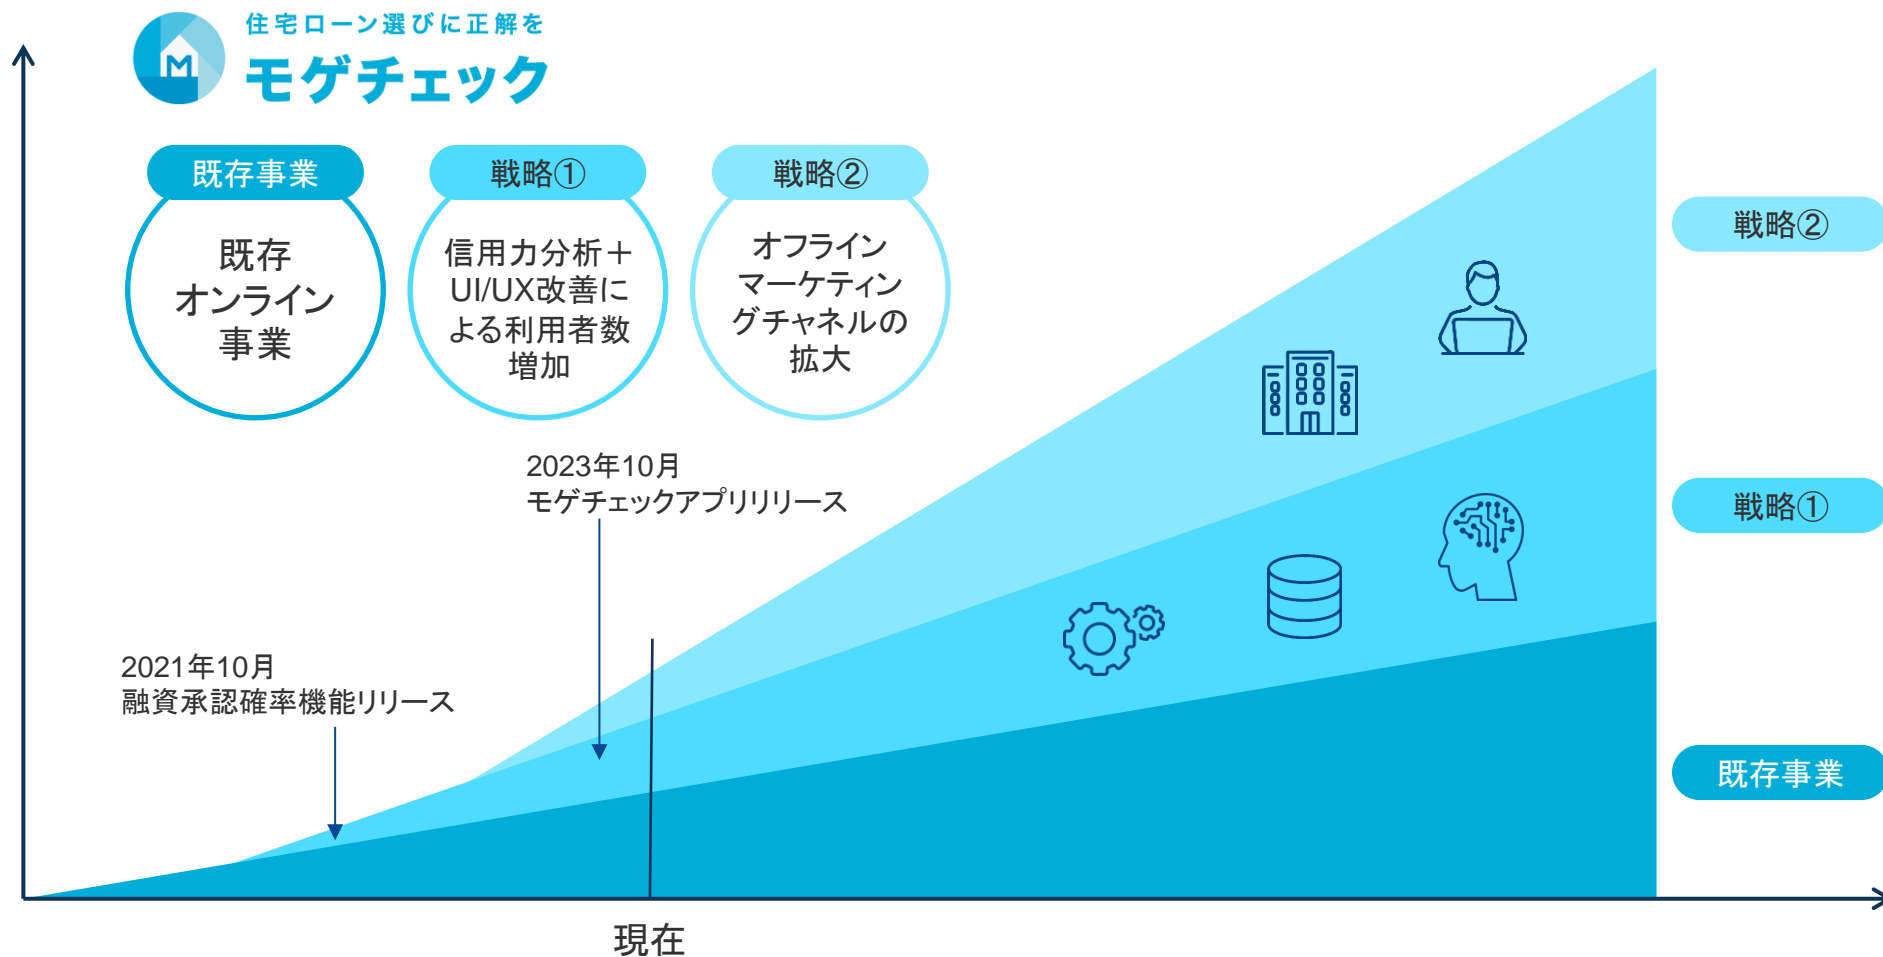 住宅ローン選びに正解を
M
モゲチェック
既存事業
既存
オンライン
事業
戦略①
信用力分析＋
UI/UX改善に
よる利用者数
増加
戦略②
オフライン
マーケティン
グチャネルの
拡大
2023年10月
モゲチェックアプリリリース
2021年10月
融資承認確率機能リリース
戦略②
戦略①
既存事業
現在